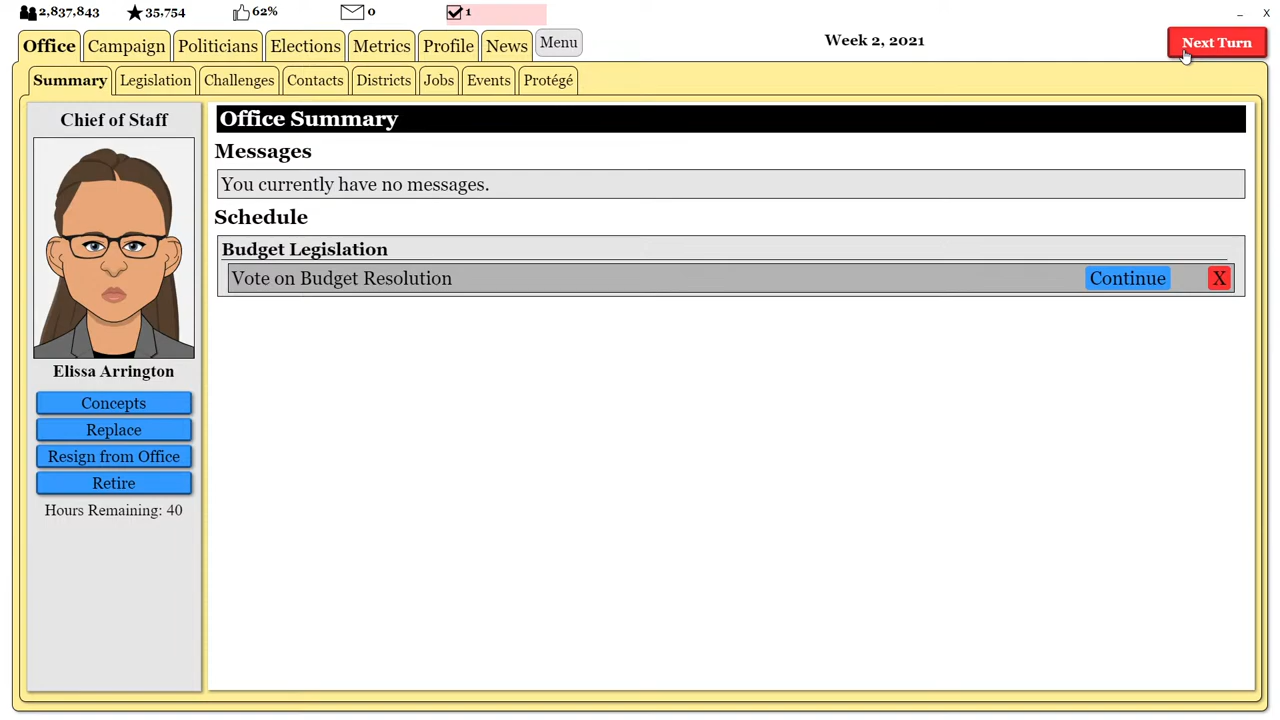 2,837,843 35,754 62% 0 1 _ X
Office Campaign Politicians Elections Metrics Profile News Menu Week 2, 2021 Next Turn
Summary Legislation Challenges Contacts Districts Jobs Events Protégé
Chief of Staff
Elissa Arrington
Concepts
Replace
Resign from Office
Retire
Hours Remaining: 40
Office Summary
Messages
You currently have no messages.
Schedule
Budget Legislation
Vote on Budget Resolution Continue X